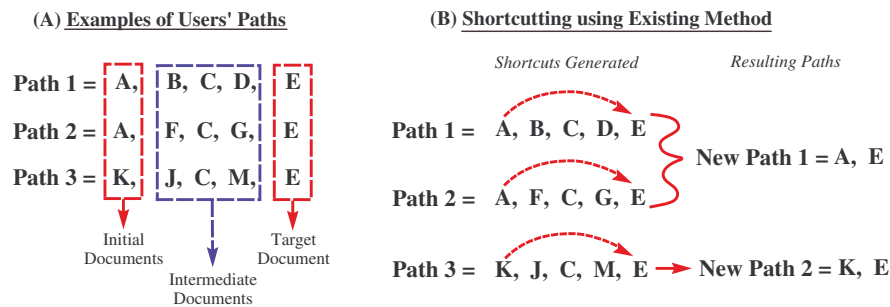 (A) Examples of Users' Paths
Path 1 = A, B, C, D, E
Path 2 = A, F, C, G, E
Path 3 = K, J, C, M, E
Initial
Documents
Intermediate
Documents
Target
Document
(B) Shortcutting using Existing Method
Shortcuts Generated
Resulting Paths
Path 1 = A, B, C, D, E
Path 2 = A, F, C, G, E
New Path 1 = A, E
Path 3 = K, J, C, M, E
New Path 2 = K, E